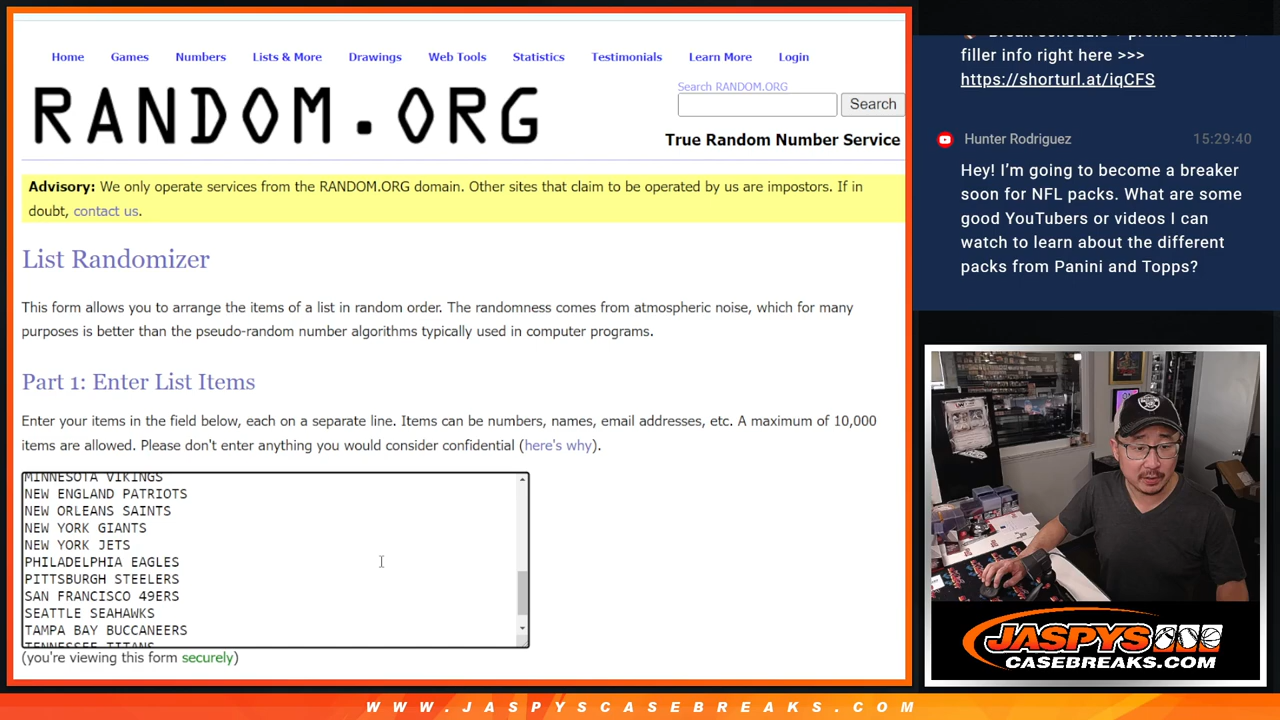 Home Games Numbers Lists & More Drawings Web Tools Statistics Testimonials Learn More Login
RANDOM.ORG
Search RANDOM.ORG
Search
True Random Number Service
Advisory: We only operate services from the RANDOM.ORG domain. Other sites that claim to be operated by us are impostors. If in
doubt, contact us.
List Randomizer
This form allows you to arrange the items of a list in random order. The randomness comes from atmospheric noise, which for many
purposes is better than the pseudo-random number algorithms typically used in computer programs.
Part 1: Enter List Items
Enter your items in the field below, each on a separate line. Items can be numbers, names, email addresses, etc. A maximum of 10,000
items are allowed. Please don't enter anything you would consider confidential (here's why).
MINNESOTA VIKINGS
NEW ENGLAND PATRIOTS
NEW ORLEANS SAINTS
NEW YORK GIANTS
NEW YORK JETS
PHILADELPHIA EAGLES
PITTSBURGH STEELERS
SAN FRANCISCO 49ERS
SEATTLE SEAHAWKS
TAMPA BAY BUCCANEERS
TENNESSEE TITANS
(you're viewing this form securely)
filler info right here >>>
https://shorturl.at/iqCFS
Hunter Rodriguez 15:29:40
Hey! I'm going to become a breaker
soon for NFL packs. What are some
good YouTubers or videos I can
watch to learn about the different
packs from Panini and Topps?
JASPYS
CASEBREAKS.COM
WWW.JASPYSCASEBREAKS.COM